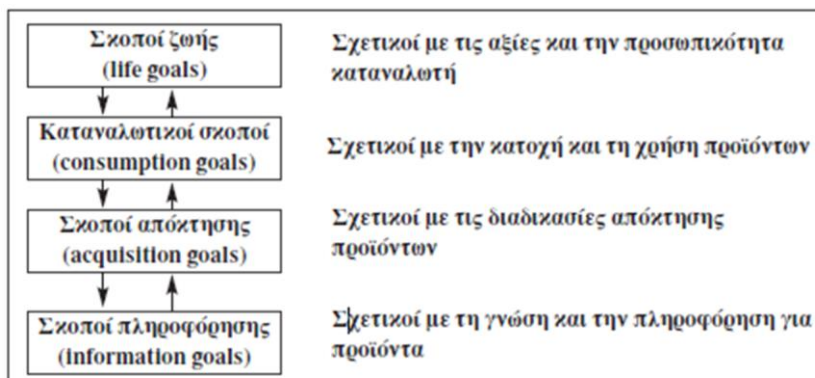 Σκοποί ζωής
(life goals)
Σχετικοί με τις αξίες και την προσωπικότητα
καταναλωτή
Καταναλωτικοί σκοποί
(consumption goals)
Σχετικοί με την κατοχή και τη χρήση προϊόντων
Σκοποί απόκτησης
(acquisition goals)
Σχετικοί με τις διαδικασίες απόκτησης
προϊόντων
Σκοποί πληροφόρησης
(information goals)
Σχετικοί με τη γνώση και την πληροφόρηση για
προϊόντα